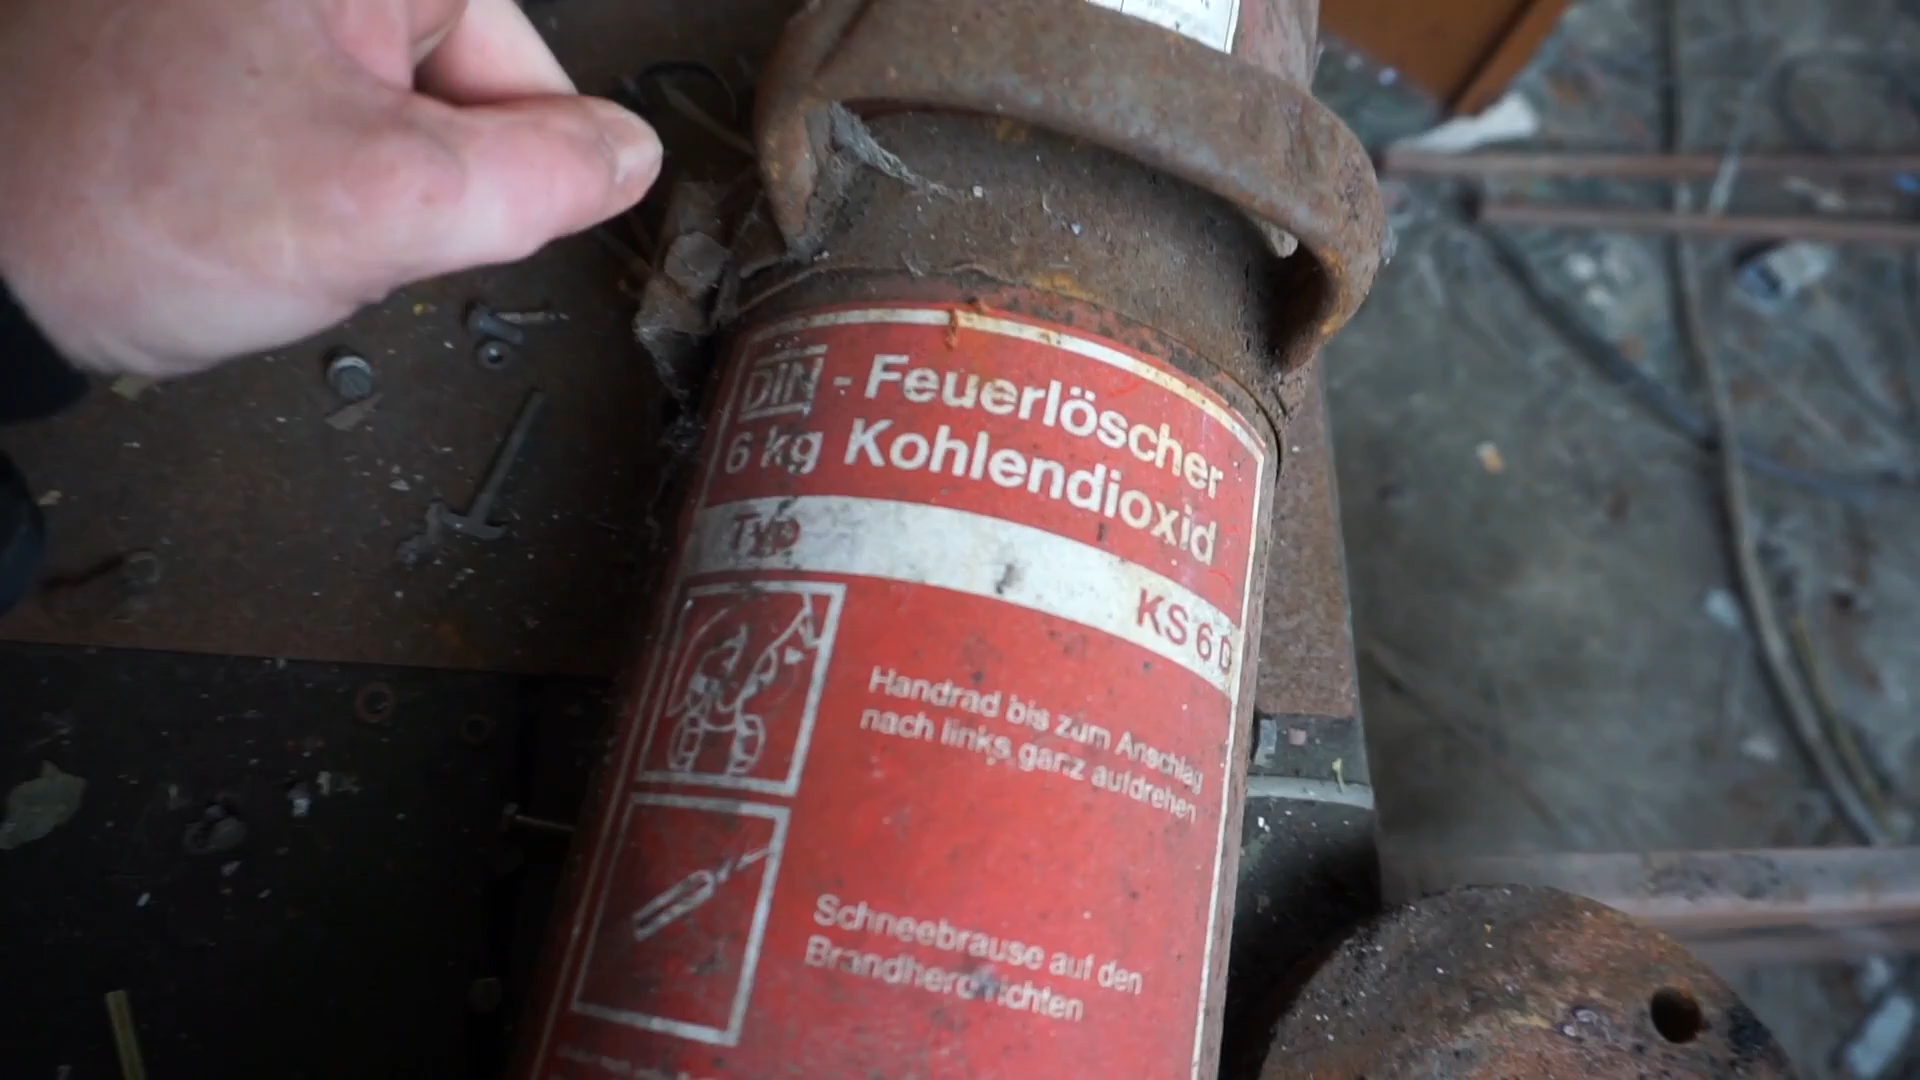 DIN - Feuerlöscher
6 kg Kohlendioxid
Typ KS 6 D
Handrad bis zum Anschlag
nach links ganz aufdrehen
Schneebrause auf den
Brandherd richten